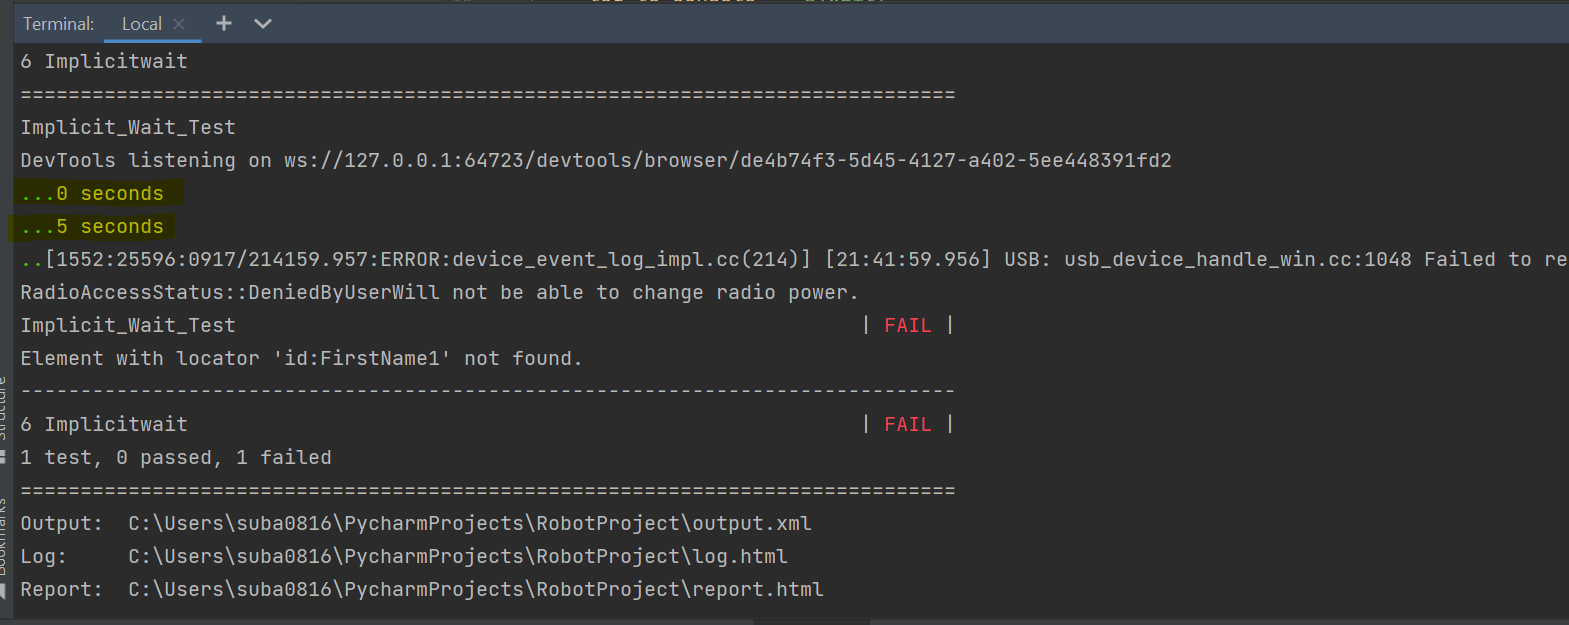 Terminal: Local × + 
6 Implicitwait
==============================================================================
Implicit_Wait_Test
DevTools listening on ws://127.0.0.1:64723/devtools/browser/de4b74f3-5d45-4127-a402-5ee448391fd2
...0 seconds
...5 seconds
..[1552:25596:0917/214159.957:ERROR:device_event_log_impl.cc(214)] [21:41:59.956] USB: usb_device_handle_win.cc:1048 Failed to re
RadioAccessStatus::DeniedByUserWill not be able to change radio power.
Implicit_Wait_Test | FAIL |
Element with locator 'id:FirstName1' not found.
------------------------------------------------------------------------------
6 Implicitwait | FAIL |
1 test, 0 passed, 1 failed
==============================================================================
Output: C:\Users\suba0816\PycharmProjects\RobotProject\output.xml
Log: C:\Users\suba0816\PycharmProjects\RobotProject\log.html
Report: C:\Users\suba0816\PycharmProjects\RobotProject\report.html